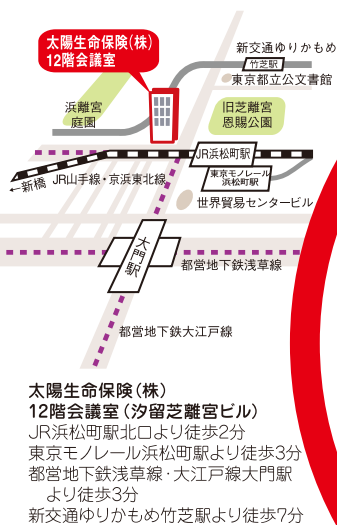 太陽生命保険(株)
12階会議室
新交通ゆりかもめ
竹芝駅
東京都立公文書館
浜離宮
庭園
旧芝離宮
恩賜公園
JR浜松町駅
東京モノレール
浜松町駅
←新橋 JR山手線・京浜東北線
世界貿易センタービル
大門駅
都営地下鉄浅草線
都営地下鉄大江戸線
太陽生命保険(株)
12階会議室(汐留芝離宮ビル)
JR浜松町駅北口より徒歩2分
東京モノレール浜松町駅より徒歩3分
都営地下鉄浅草線・大江戸線大門駅
より徒歩3分
新交通ゆりかもめ竹芝駅より徒歩7分